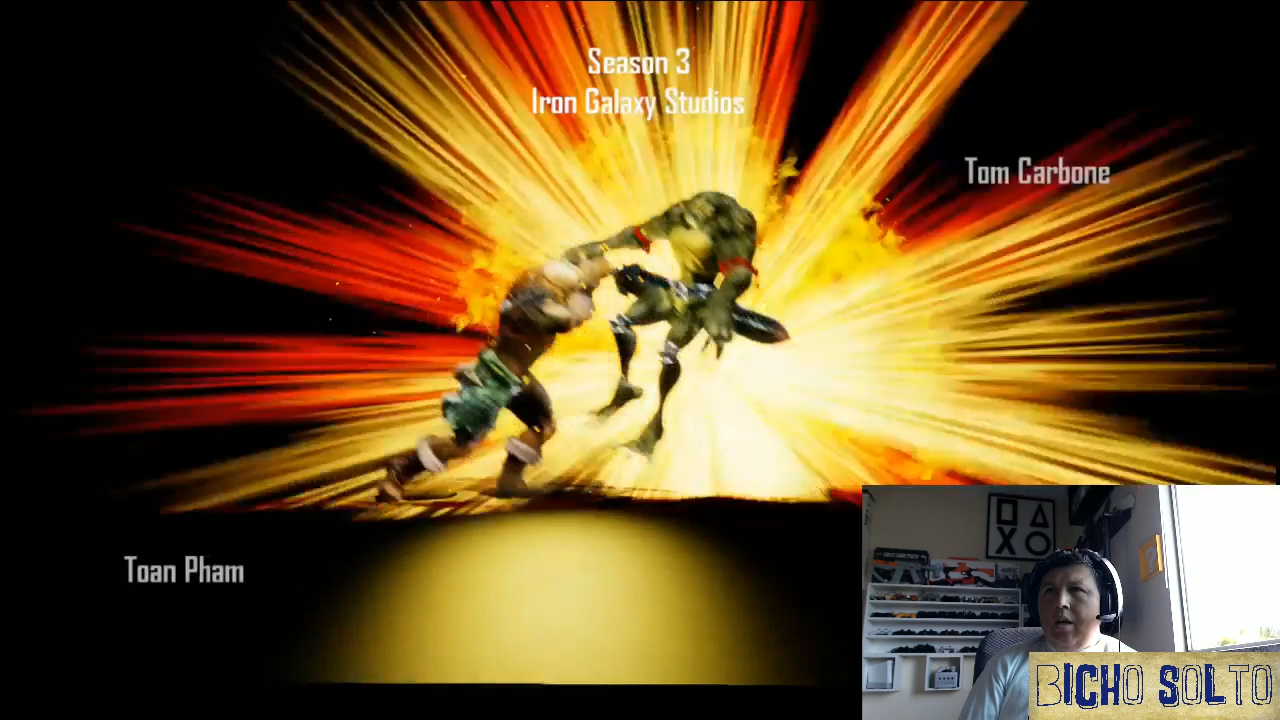 Season 3
Iron Galaxy Studios
Tom Carbone
Toan Pham
BICHO SOLTO